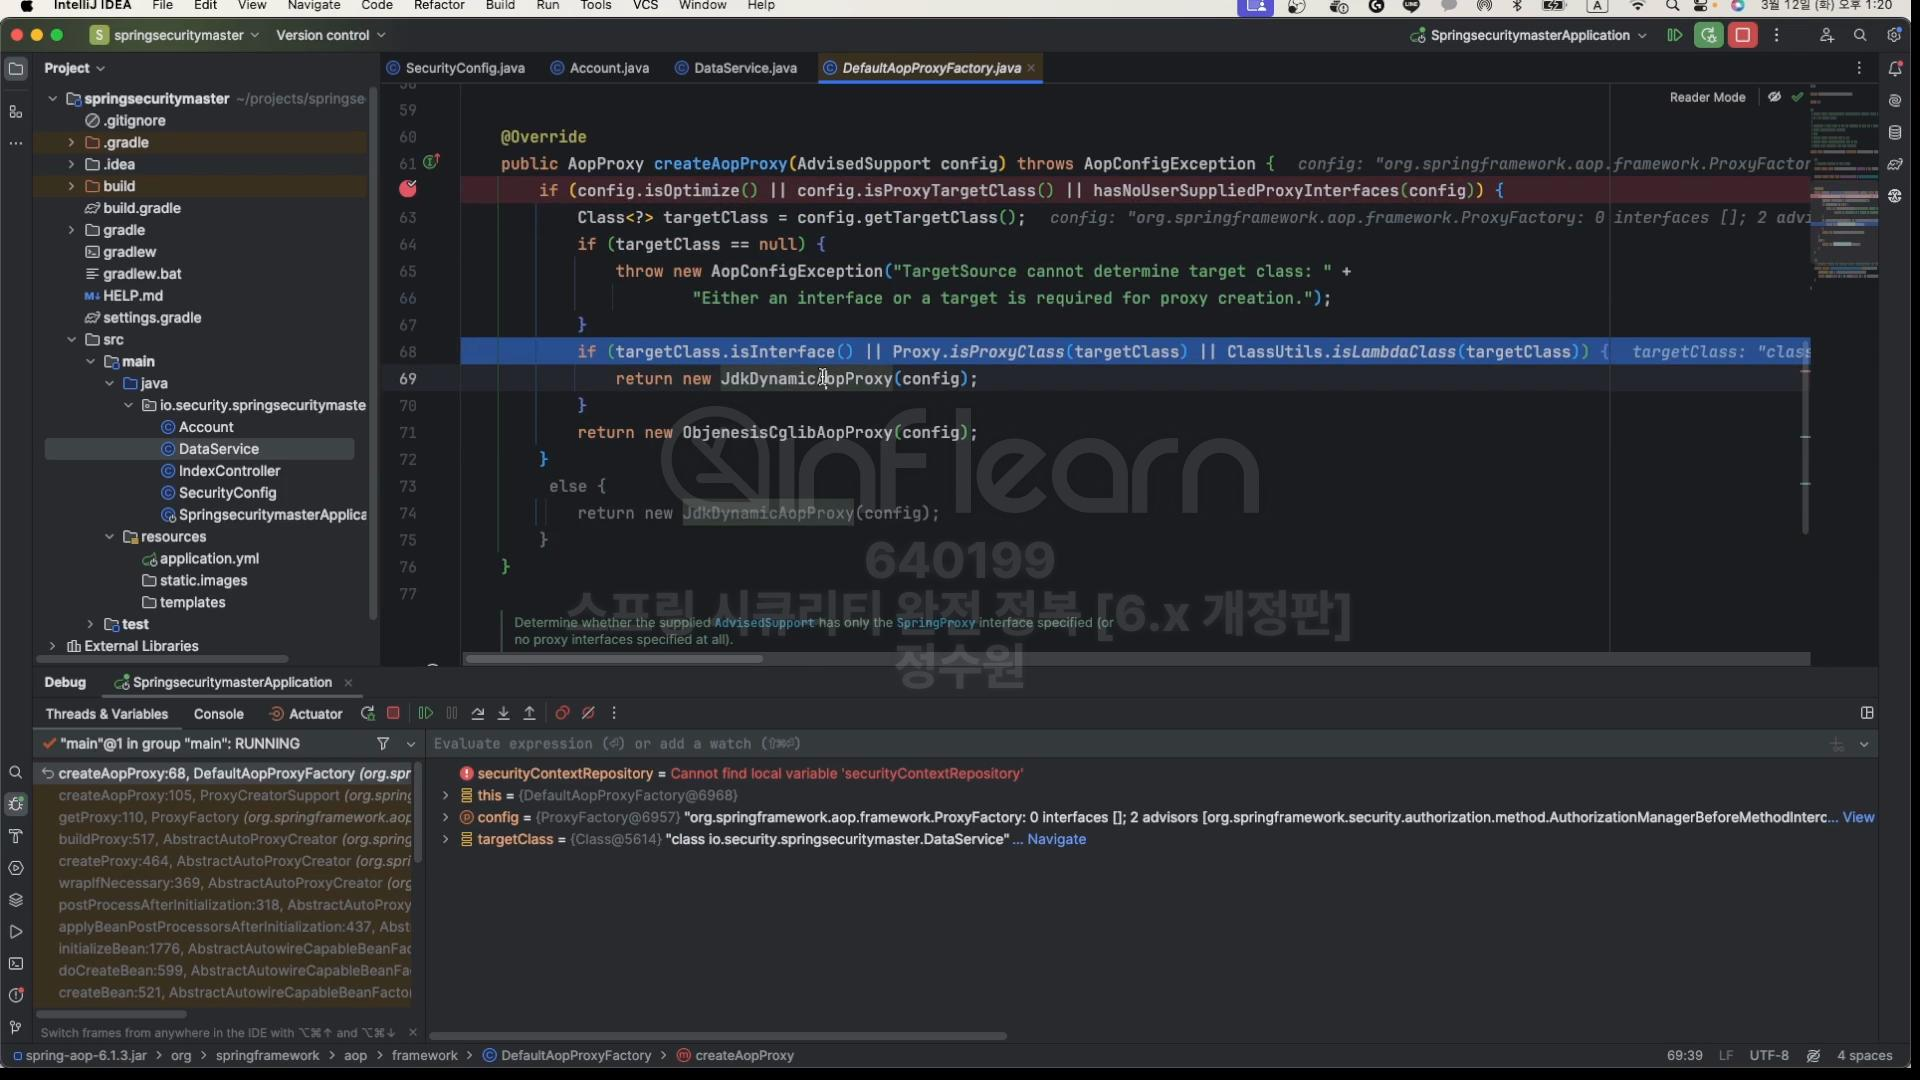 IntelliJ IDEA File Edit View Navigate Code Refactor Build Run Tools VCS Window Help
A
3월 12일 (화) 오후 1:20
S springsecuritymaster Version control
SpringsecuritymasterApplication
Project
SecurityConfig.java Account.java DataService.java DefaultAopProxyFactory.java
Reader Mode
springsecuritymaster ~/projects/springse
.gitignore
.gradle
.idea
build
build.gradle
gradle
gradlew
gradlew.bat
HELP.md
settings.gradle
src
main
java
io.security.springsecuritymaste
Account
DataService
IndexController
SecurityConfig
SpringsecuritymasterApplica
resources
application.yml
static.images
templates
test
External Libraries
58
59
60 @Override
61 public AopProxy createAopProxy(AdvisedSupport config) throws AopConfigException { config: "org.springframework.aop.framework.ProxyFactor
if (config.isOptimize() || config.isProxyTargetClass() || hasNoUserSuppliedProxyInterfaces(config)) {
63 Class<?> targetClass = config.getTargetClass(); config: "org.springframework.aop.framework.ProxyFactory: 0 interfaces []; 2 advi
64 if (targetClass == null) {
65 throw new AopConfigException("TargetSource cannot determine target class: " +
66 "Either an interface or a target is required for proxy creation.");
67 }
68 if (targetClass.isInterface() || Proxy.isProxyClass(targetClass) || ClassUtils.isLambdaClass(targetClass)) { targetClass: "class
69 return new JdkDynamicAopProxy(config);
70 }
71 return new ObjenesisCglibAopProxy(config);
72 }
73 else {
74 return new JdkDynamicAopProxy(config);
75 }
76 }
77
Determine whether the supplied AdvisedSupport has only the SpringProxy interface specified (or
no proxy interfaces specified at all).
inflearn
640199
스프링 시큐리티 완전 정복 [6.x 개정판]
정수원
Debug SpringsecuritymasterApplication
Threads & Variables Console Actuator
"main"@1 in group "main": RUNNING
Evaluate expression (⏎) or add a watch (⇧⌘⏎)
createAopProxy:68, DefaultAopProxyFactory (org.spr
createAopProxy:105, ProxyCreatorSupport (org.spring
getProxy:110, ProxyFactory (org.springframework.aop
buildProxy:517, AbstractAutoProxyCreator (org.spring
createProxy:464, AbstractAutoProxyCreator (org.spri
wrapIfNecessary:369, AbstractAutoProxyCreator (org
postProcessAfterInitialization:318, AbstractAutoProxy
applyBeanPostProcessorsAfterInitialization:437, Abst
initializeBean:1776, AbstractAutowireCapableBeanFac
doCreateBean:599, AbstractAutowireCapableBeanFa
createBean:521, AbstractAutowireCapableBeanFacto
securityContextRepository = Cannot find local variable 'securityContextRepository'
this = {DefaultAopProxyFactory@6968}
config = {ProxyFactory@6957} "org.springframework.aop.framework.ProxyFactory: 0 interfaces []; 2 advisors [org.springframework.security.authorization.method.AuthorizationManagerBeforeMethodInterc... View
targetClass = {Class@5614} "class io.security.springsecuritymaster.DataService" ... Navigate
Switch frames from anywhere in the IDE with ⌥⌘↑ and ⌥⌘↓
spring-aop-6.1.3.jar > org > springframework > aop > framework > DefaultAopProxyFactory > createAopProxy
69:39 LF UTF-8 4 spaces